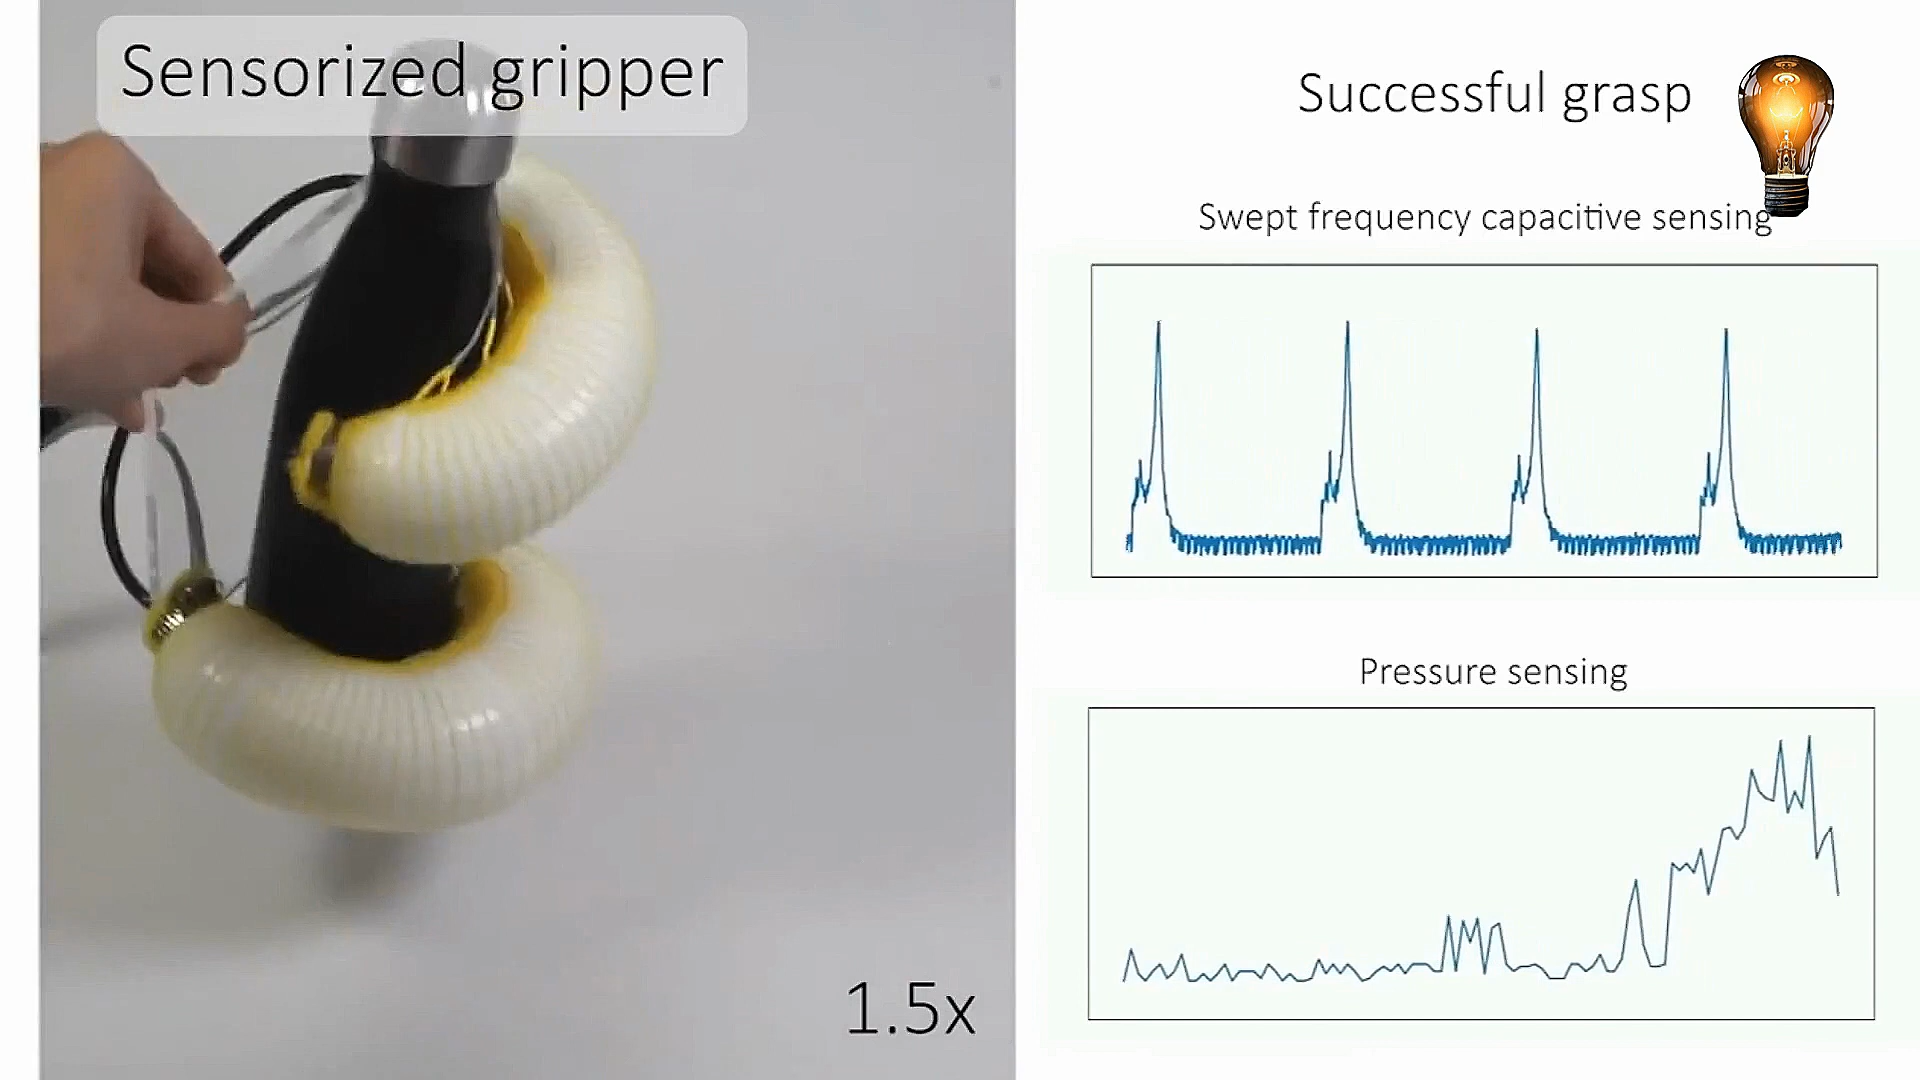 Sensorized gripper
Successful grasp
Swept frequency capacitive sensing
Pressure sensing
1.5x